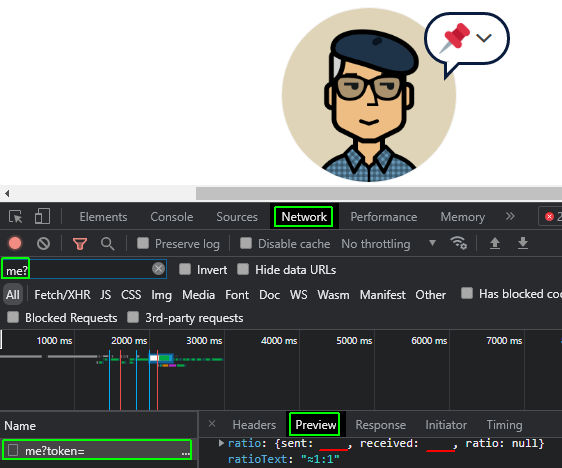 Elements Console Sources Network Performance Memory » 2
Preserve log Disable cache No throttling
me? Invert Hide data URLs
All Fetch/XHR JS CSS Img Media Font Doc WS Wasm Manifest Other Has blocked coo
Blocked Requests 3rd-party requests
1000 ms 2000 ms 3000 ms 4000 ms 5000 ms 6000 ms 7000 ms
Name × Headers Preview Response Initiator Timing
me?token= ... ratio: {sent: , received: , ratio: null}
ratioText: "≈1:1"